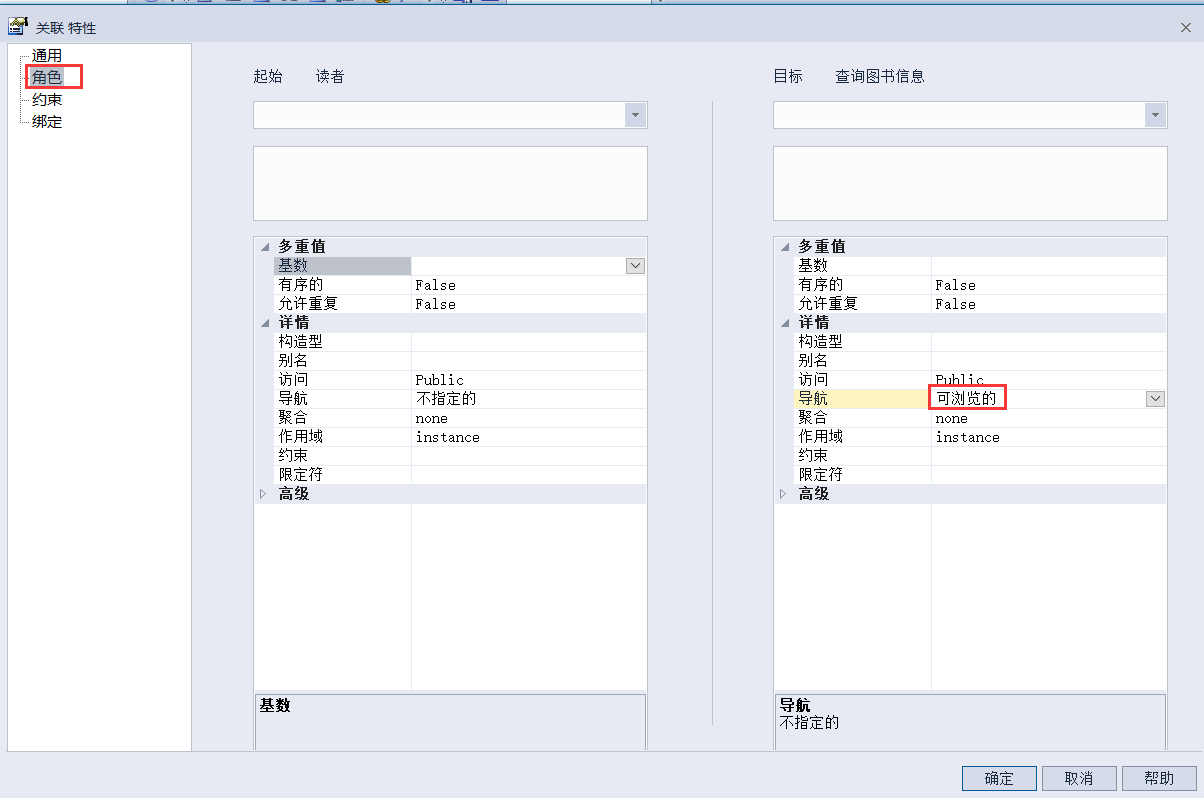 关联 特性
通用
角色
约束
绑定
起始 读者
多重值
基数
有序的 False
允许重复 False
详情
构造型
别名
访问 Public
导航 不指定的
聚合 none
作用域 instance
约束
限定符
高级
基数
目标 查询图书信息
多重值
基数
有序的 False
允许重复 False
详情
构造型
别名
访问 Public
导航 可浏览的
聚合 none
作用域 instance
约束
限定符
高级
导航
不指定的
确定 取消 帮助